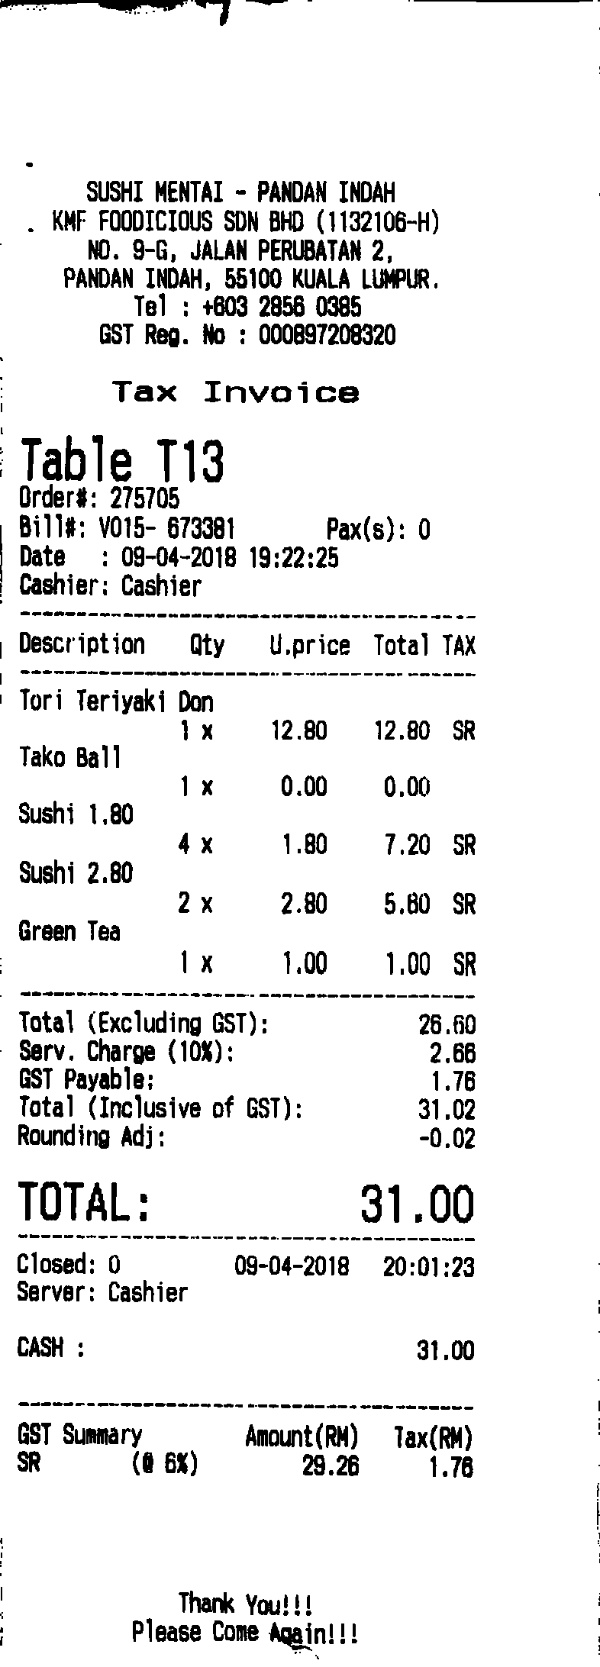 SUSHI MENTAI - PANDAN INDAH
KMF FOODICIOUS SDN BHD (1132106-H)
NO. 9-G, JALAN PERUBATAN 2,
PANDAN INDAH, 55100 KUALA LUMPUR.
Tel : +603 2856 0385
GST Reg. No : 000897208320
Tax Invoice
Table T13
Order#: 275705
Bill#: V015- 673381 Pax(s): 0
Date : 09-04-2018 19:22:25
Cashier: Cashier
Description Qty U.price Total TAX
Tori Teriyaki Don
1 x 12.80 12.80 SR
Tako Ball
1 x 0.00 0.00
Sushi 1.80
4 x 1.80 7.20 SR
Sushi 2.80
2 x 2.80 5.60 SR
Green Tea
1 x 1.00 1.00 SR
Total (Excluding GST): 26.60
Serv. Charge (10%): 2.66
GST Payable: 1.76
Total (Inclusive of GST): 31.02
Rounding Adj: -0.02
TOTAL: 31.00
Closed: 0 09-04-2018 20:01:23
Server: Cashier
CASH : 31.00
GST Summary Amount(RM) Tax(RM)
SR (@ 6%) 29.26 1.76
Thank You!!!
Please Come Again!!!